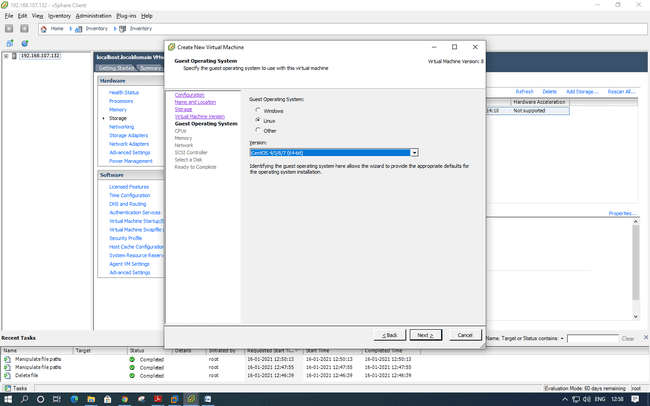 192.168.107.132 - vSphere Client
File Edit View Inventory Administration Plug-ins Help
Home Inventory Inventory
192.168.107.132
localhost.localdomain VMw
Getting Started Summary
Hardware
Health Status
Processors
Memory
Storage
Networking
Storage Adapters
Network Adapters
Advanced Settings
Power Management
Software
Licensed Features
Time Configuration
DNS and Routing
Authentication Services
Virtual Machine Startup/S
Virtual Machine Swapfile L
Security Profile
Host Cache Configuration
System Resource Reserv
Agent VM Settings
Advanced Settings
Create New Virtual Machine
Guest Operating System
Specify the guest operating system to use with this virtual machine
Virtual Machine Version: 8
Configuration
Name and Location
Storage
Virtual Machine Version
Guest Operating System
CPUs
Memory
Network
SCSI Controller
Select a Disk
Ready to Complete
Guest Operating System:
Windows
Linux
Other
Version:
CentOS 4/5/6/7 (64-bit)
Identifying the guest operating system here allows the wizard to provide the appropriate defaults for
the operating system installation.
< Back Next > Cancel
Refresh Delete Add Storage... Rescan All...
Hardware Acceleration
Not supported
Properties...
Recent Tasks
Name, Target or Status contains: Clear
Name Target Status Details Initiated by Requested Start Ti... Start Time Completed Time
Manipulate file paths Completed root 16-01-2021 12:50:13 16-01-2021 12:50:13 16-01-2021 12:50:13
Manipulate file paths Completed root 16-01-2021 12:47:55 16-01-2021 12:47:55 16-01-2021 12:47:55
Delete file Completed root 16-01-2021 12:46:39 16-01-2021 12:46:39 16-01-2021 12:46:39
Tasks Evaluation Mode: 60 days remaining root
ENG 12:58